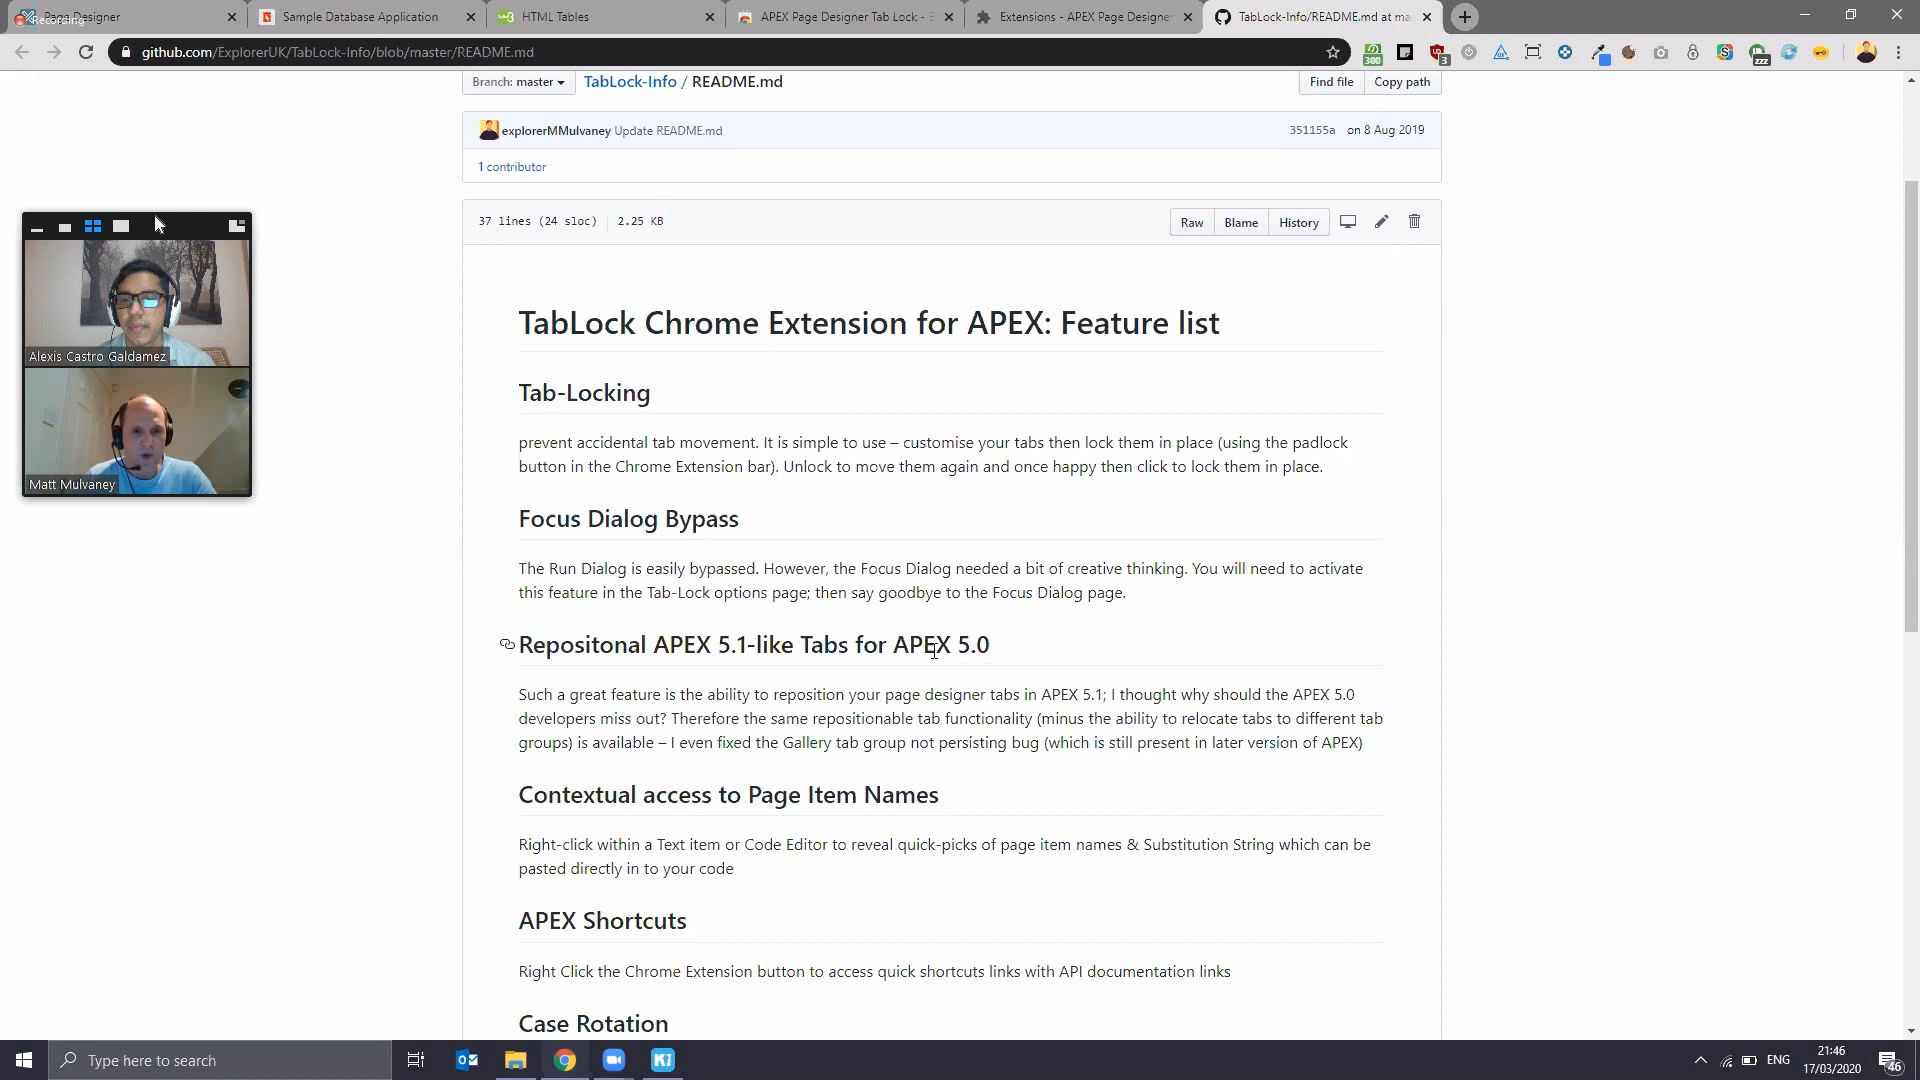 Recording
Page Designer
Sample Database Application
HTML Tables
APEX Page Designer Tab Lock - E
Extensions - APEX Page Designer
TabLock-Info/README.md at ma
github.com/ExplorerUK/TabLock-Info/blob/master/README.md
300
3
zzz
Branch: master
TabLock-Info / README.md
Find file
Copy path
explorerMMulvaney Update README.md
351155a on 8 Aug 2019
1 contributor
37 lines (24 sloc)
2.25 KB
Raw
Blame
History
Alexis Castro Galdamez
Matt Mulvaney
TabLock Chrome Extension for APEX: Feature list
Tab-Locking
prevent accidental tab movement. It is simple to use – customise your tabs then lock them in place (using the padlock
button in the Chrome Extension bar). Unlock to move them again and once happy then click to lock them in place.
Focus Dialog Bypass
The Run Dialog is easily bypassed. However, the Focus Dialog needed a bit of creative thinking. You will need to activate
this feature in the Tab-Lock options page; then say goodbye to the Focus Dialog page.
Repositonal APEX 5.1-like Tabs for APEX 5.0
Such a great feature is the ability to reposition your page designer tabs in APEX 5.1; I thought why should the APEX 5.0
developers miss out? Therefore the same repositionable tab functionality (minus the ability to relocate tabs to different tab
groups) is available – I even fixed the Gallery tab group not persisting bug (which is still present in later version of APEX)
Contextual access to Page Item Names
Right-click within a Text item or Code Editor to reveal quick-picks of page item names & Substitution String which can be
pasted directly in to your code
APEX Shortcuts
Right Click the Chrome Extension button to access quick shortcuts links with API documentation links
Case Rotation
Type here to search
ENG
21:46
17/03/2020
46